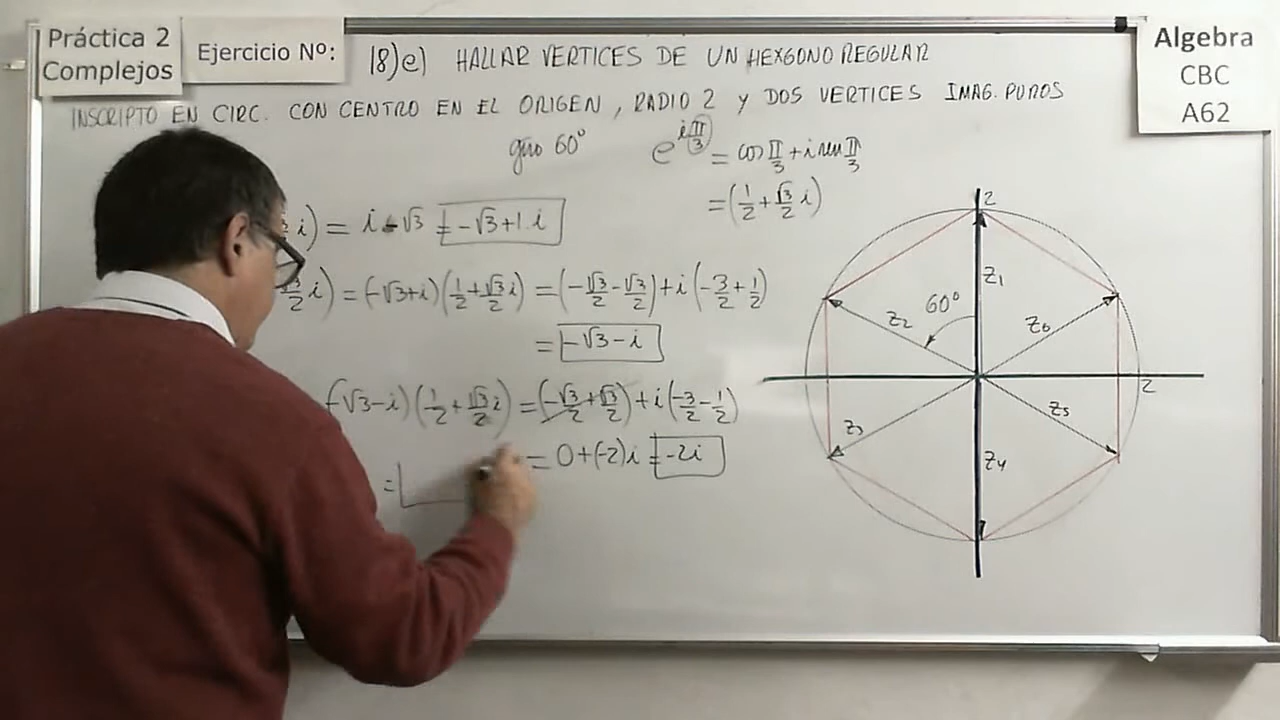 Práctica 2
Complejos
Ejercicio Nº:
Algebra
CBC
A62
18)e) HALLAR VERTICES DE UN HEXGONO REGULAR
INSCRIPTO EN CIRC. CON CENTRO EN EL ORIGEN, RADIO 2 Y DOS VERTICES IMAG. PUROS
giro 60° e^{iπ/3} = cos π/3 + i sen π/3
= (1/2 + √3/2 i)
i) = i - √3 = -√3+1.i
√3/2 i) = (-√3+i)(1/2 + √3/2 i) = (-√3/2 - √3/2) + i(-3/2 + 1/2)
= -√3 - i
(-√3-i)(1/2 + √3/2 i) = (-√3/2 + √3/2) + i(-3/2 - 1/2)
= 0+(-2)i = -2i
=
2
Z1
60°
Z2
Z6
2
Z3
Z5
Z4